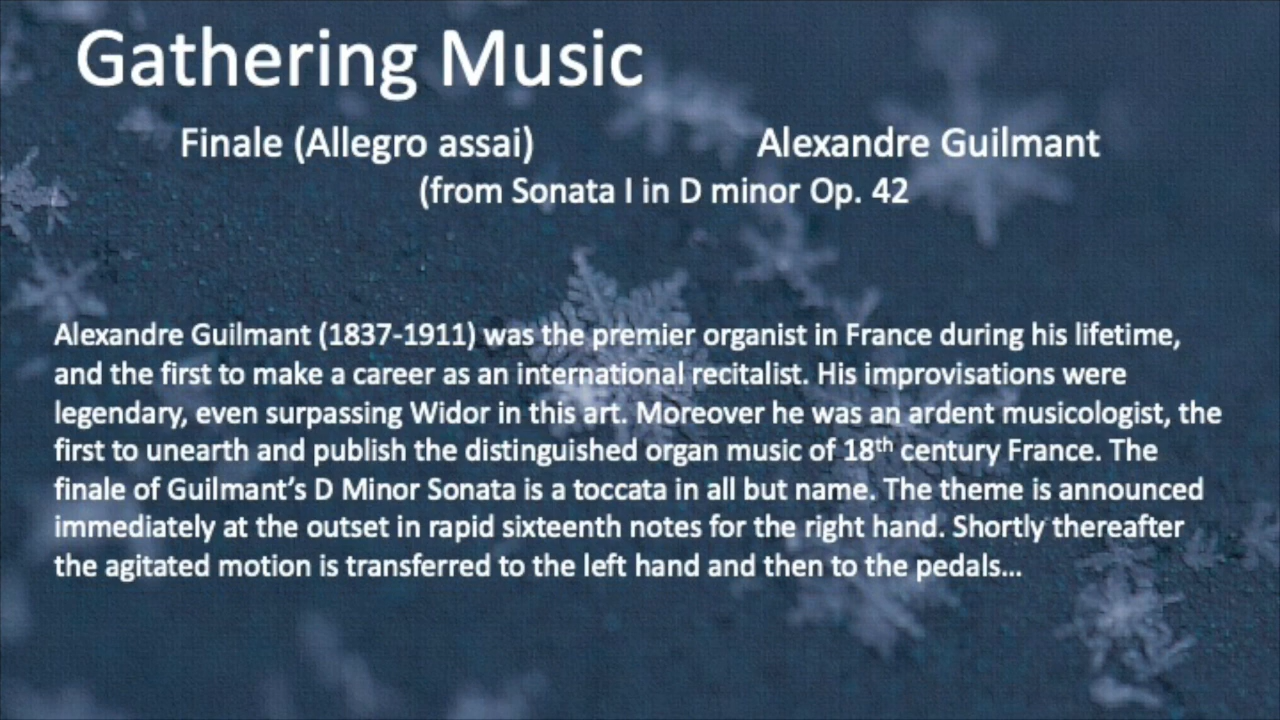 Gathering Music
Finale (Allegro assai) Alexandre Guilmant
(from Sonata I in D minor Op. 42
Alexandre Guilmant (1837-1911) was the premier organist in France during his lifetime,
and the first to make a career as an international recitalist. His improvisations were
legendary, even surpassing Widor in this art. Moreover he was an ardent musicologist, the
first to unearth and publish the distinguished organ music of 18th century France. The
finale of Guilmant’s D Minor Sonata is a toccata in all but name. The theme is announced
immediately at the outset in rapid sixteenth notes for the right hand. Shortly thereafter
the agitated motion is transferred to the left hand and then to the pedals...